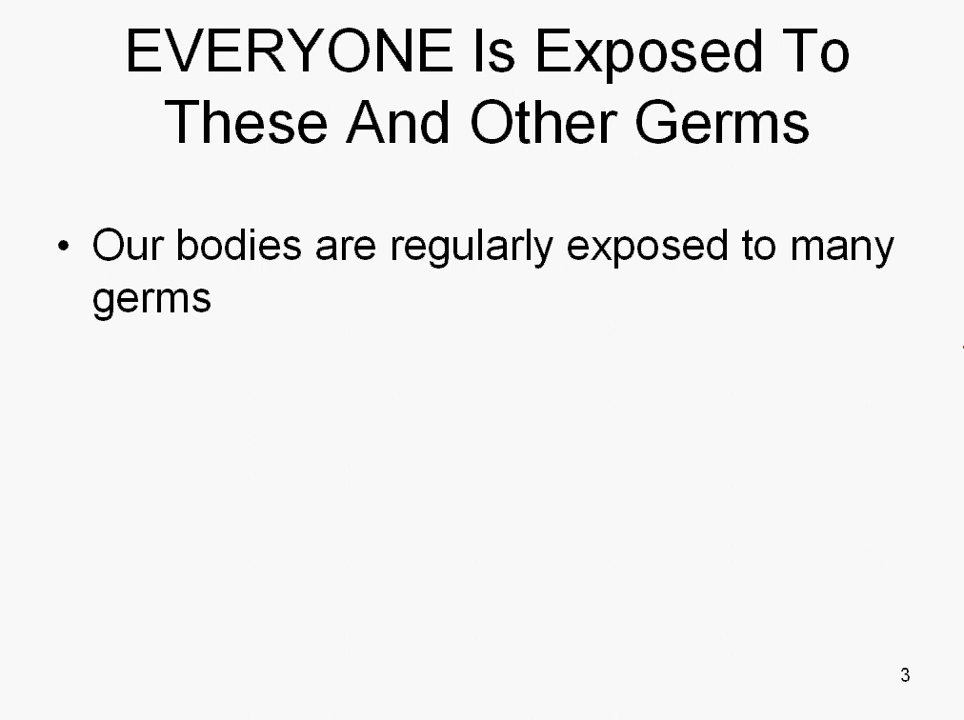 EVERYONE Is Exposed To
These And Other Germs
• Our bodies are regularly exposed to many
germs
3